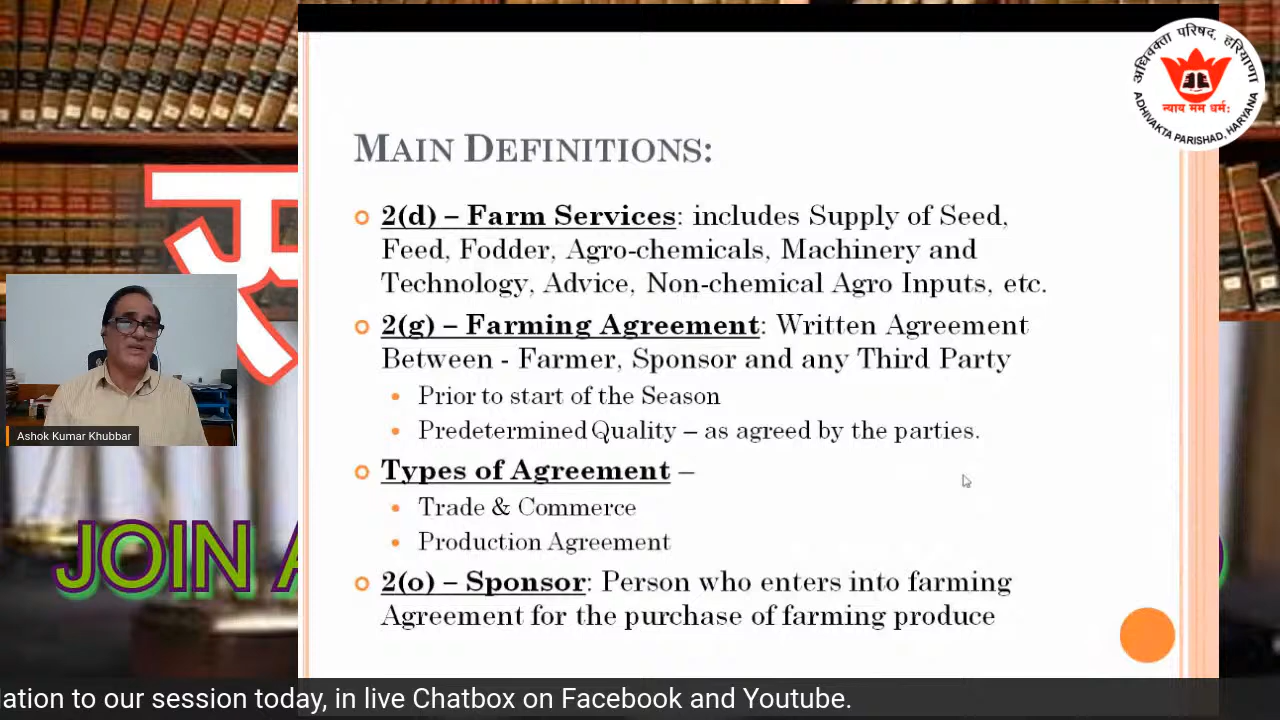 अधिवक्ता परिषद, हरियाणा
न्याय मम धर्मः
ADHIVAKTA PARISHAD, HARYANA
MAIN DEFINITIONS:
2(d) – Farm Services: includes Supply of Seed,
Feed, Fodder, Agro-chemicals, Machinery and
Technology, Advice, Non-chemical Agro Inputs, etc.
2(g) – Farming Agreement: Written Agreement
Between - Farmer, Sponsor and any Third Party
Prior to start of the Season
Predetermined Quality – as agreed by the parties.
Types of Agreement –
Trade & Commerce
Production Agreement
2(o) – Sponsor: Person who enters into farming
Agreement for the purchase of farming produce
Ashok Kumar Khubbar
JOIN
to our session today, in live Chatbox on Facebook and Youtube.